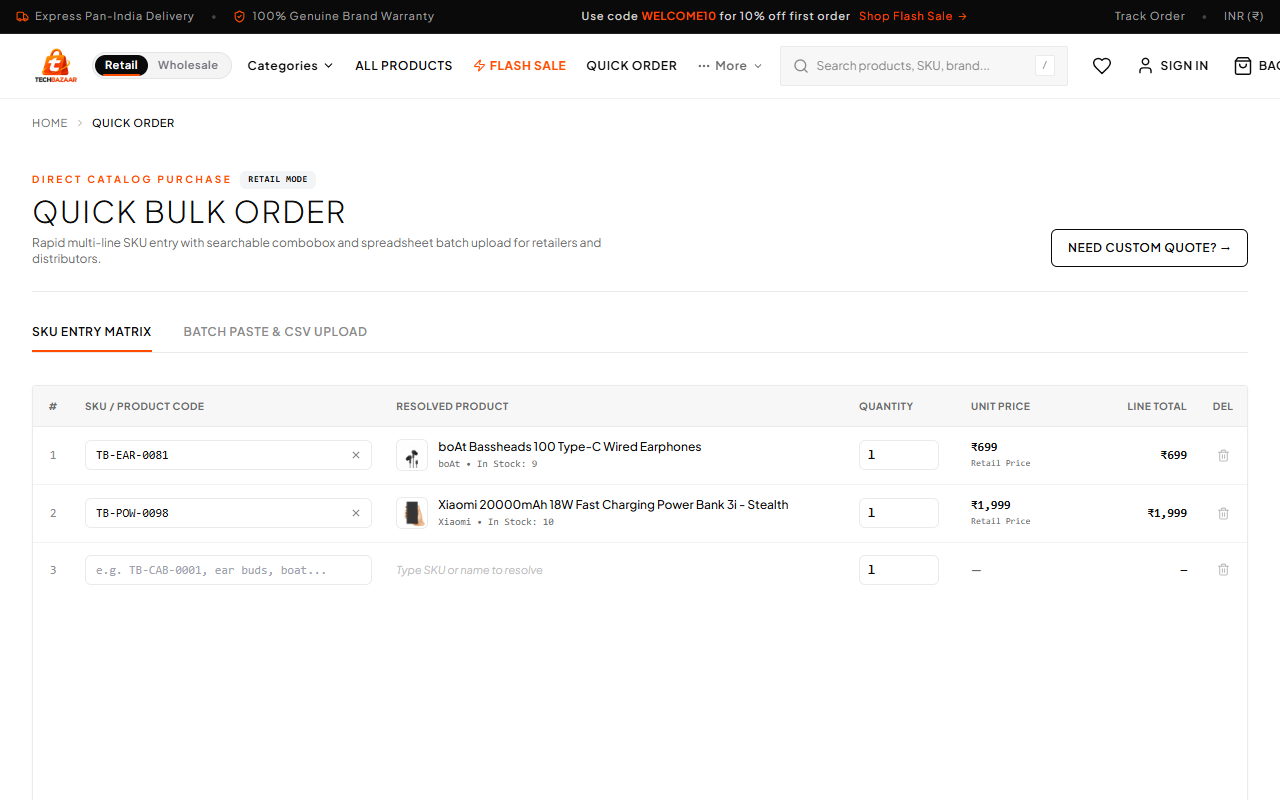 Express Pan-India Delivery • 100% Genuine Brand Warranty Use code WELCOME10 for 10% off first order Shop Flash Sale → Track Order • INR (₹)
TECHBAZAAR
Retail Wholesale Categories ALL PRODUCTS FLASH SALE QUICK ORDER ··· More Search products, SKU, brand... / SIGN IN BAG
HOME > QUICK ORDER
DIRECT CATALOG PURCHASE RETAIL MODE
QUICK BULK ORDER
Rapid multi-line SKU entry with searchable combobox and spreadsheet batch upload for retailers and
distributors.
NEED CUSTOM QUOTE? →
SKU ENTRY MATRIX BATCH PASTE & CSV UPLOAD
# SKU / PRODUCT CODE RESOLVED PRODUCT QUANTITY UNIT PRICE LINE TOTAL DEL
1 TB-EAR-0081 × boAt Bassheads 100 Type-C Wired Earphones 1 ₹699 ₹699
boAt • In Stock: 9 Retail Price
2 TB-POW-0098 × Xiaomi 20000mAh 18W Fast Charging Power Bank 3i - Stealth 1 ₹1,999 ₹1,999
Xiaomi • In Stock: 10 Retail Price
3 e.g. TB-CAB-0001, ear buds, boat... Type SKU or name to resolve 1 — —